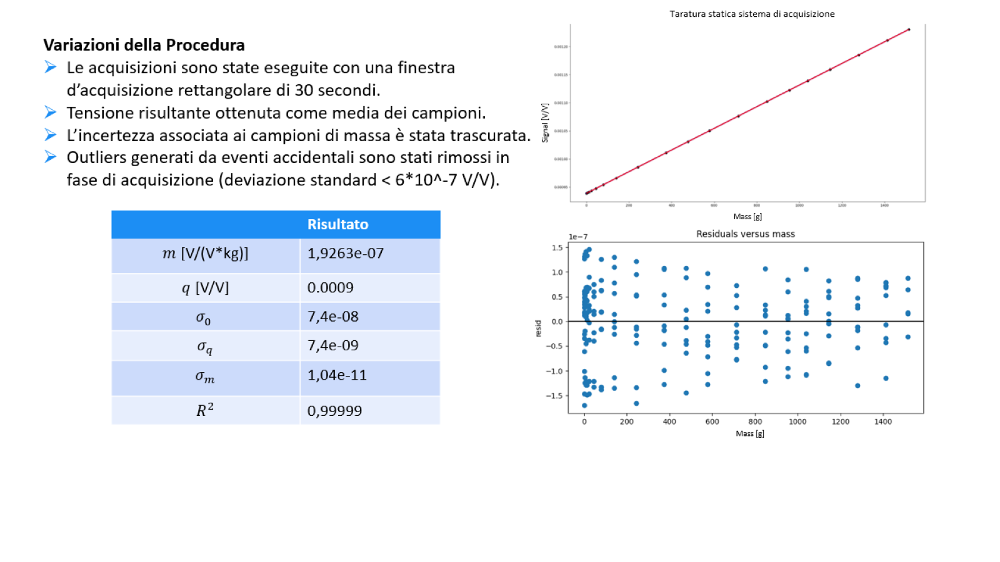 Variazioni della Procedura
Le acquisizioni sono state eseguite con una finestra
d'acquisizione rettangolare di 30 secondi.
Tensione risultante ottenuta come media dei campioni.
L'incertezza associata ai campioni di massa è stata trascurata.
Outliers generati da eventi accidentali sono stati rimossi in
fase di acquisizione (deviazione standard < 6*10^-7 V/V).
Risultato
m [V/(V*kg)] 1,9263e-07
q [V/V] 0.0009
σ0 7,4e-08
σq 7,4e-09
σm 1,04e-11
R² 0,99999
Taratura statica sistema di acquisizione
Signal [V/V]
0.00120
0.00115
0.00110
0.00105
0.00100
0.00095
0 200 400 600 800 1000 1200 1400
Mass [g]
Residuals versus mass
1e−7
resid
1.5
1.0
0.5
0.0
−0.5
−1.0
−1.5
0 200 400 600 800 1000 1200 1400
Mass [g]